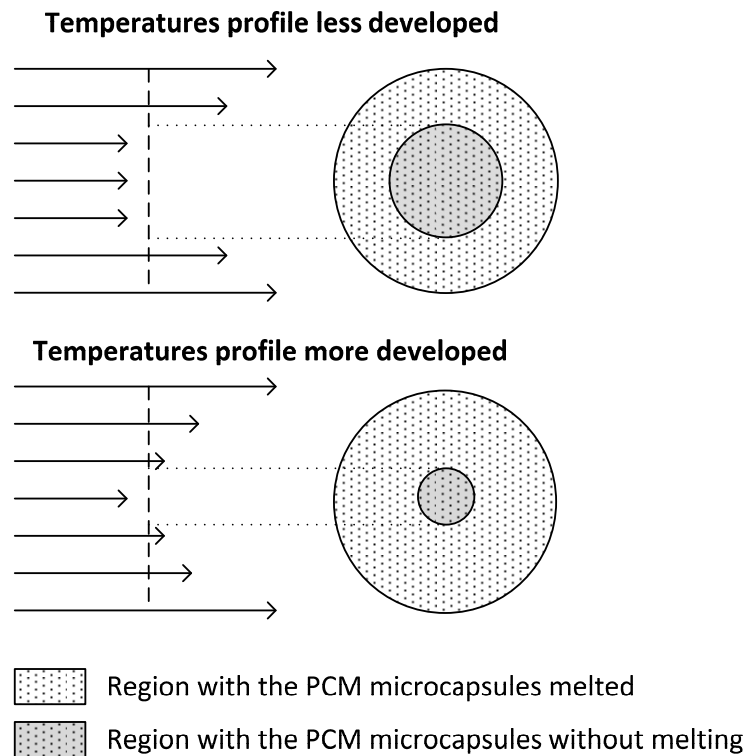 Temperatures profile less developed
Temperatures profile more developed
Region with the PCM microcapsules melted
Region with the PCM microcapsules without melting